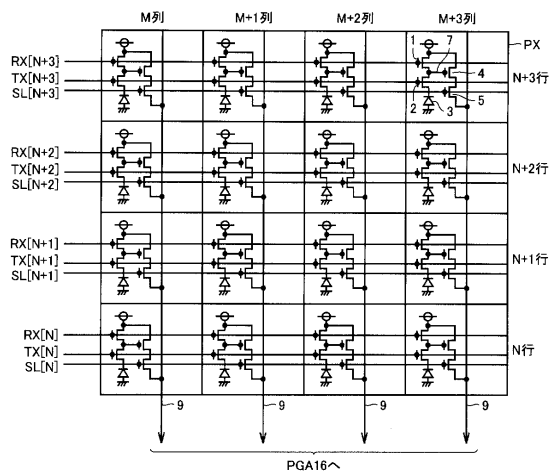 M列 M+1列 M+2列 M+3列
PX
1 7
RX[N+3]
4 N+3行
TX[N+3]
SL[N+3]
2 3 5
RX[N+2]
TX[N+2] N+2行
SL[N+2]
RX[N+1]
TX[N+1] N+1行
SL[N+1]
RX[N]
TX[N] N行
SL[N]
9 9 9 9
PGA16へ